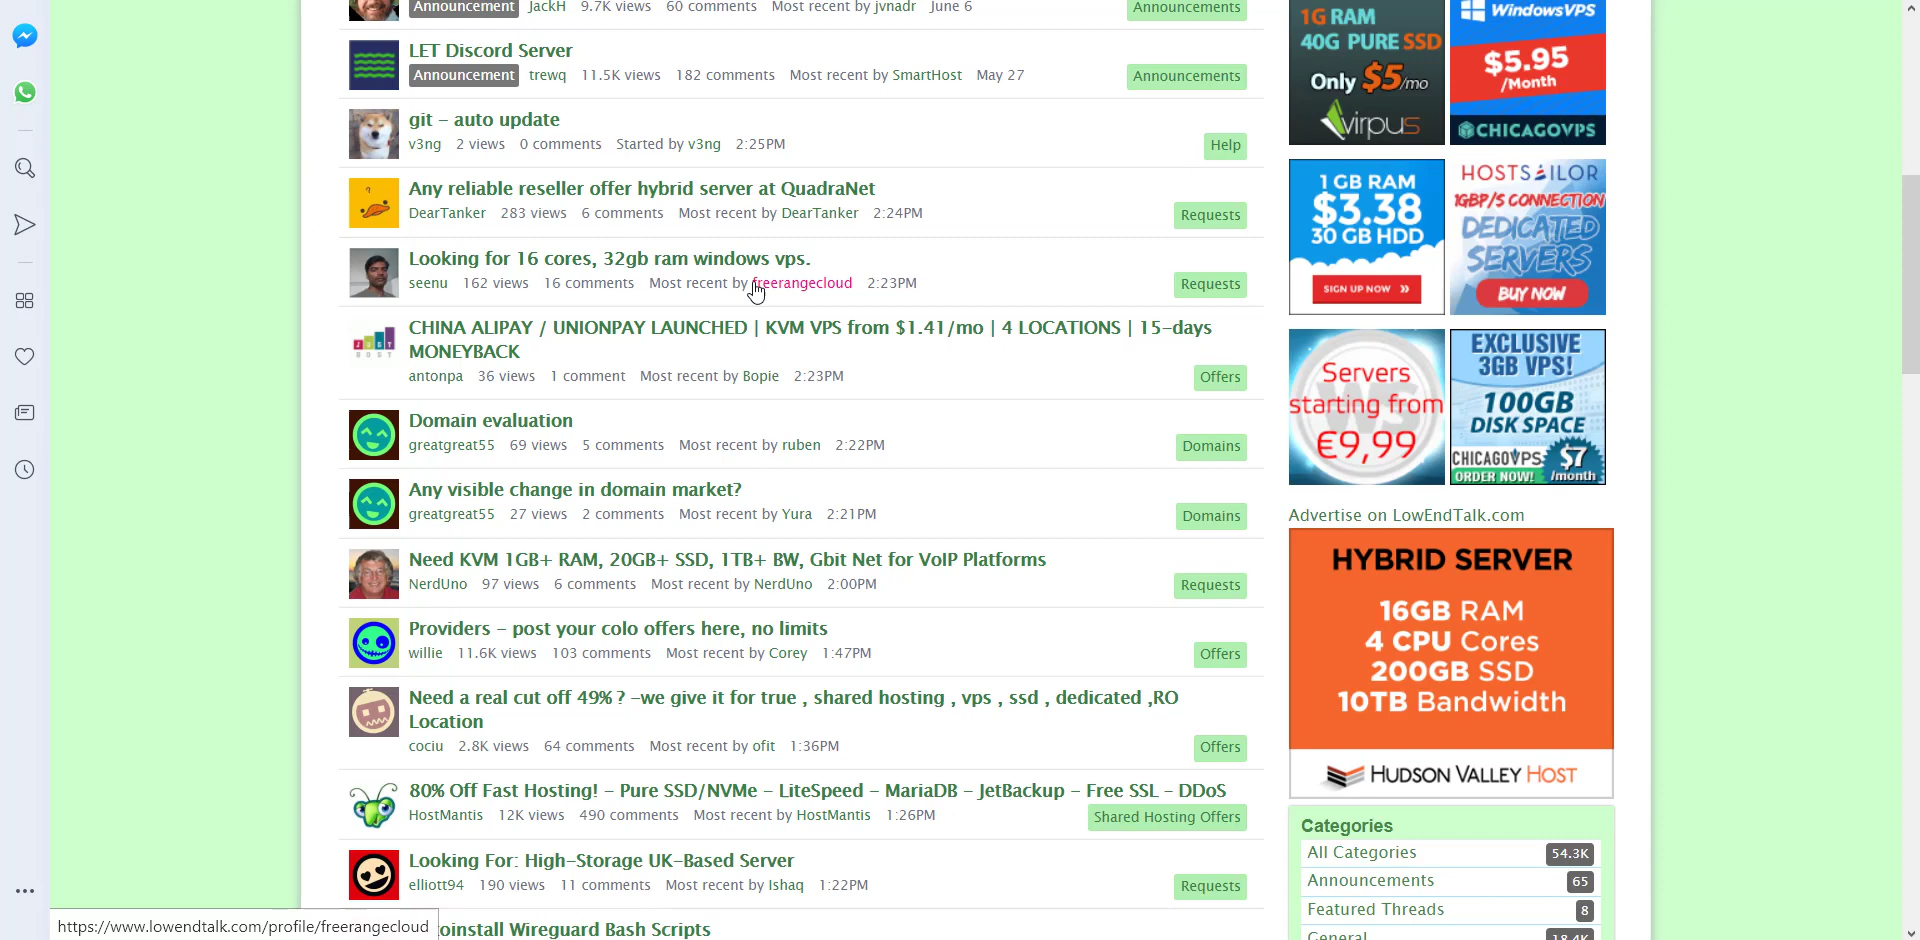 Announcement JackH 9.7K views 60 comments Most recent by jvnadr June 6
Announcements
LET Discord Server
Announcement trewq 11.5K views 182 comments Most recent by SmartHost May 27
Announcements
git - auto update
v3ng 2 views 0 comments Started by v3ng 2:25PM
Help
Any reliable reseller offer hybrid server at QuadraNet
DearTanker 283 views 6 comments Most recent by DearTanker 2:24PM
Requests
Looking for 16 cores, 32gb ram windows vps.
seenu 162 views 16 comments Most recent by freerangecloud 2:23PM
Requests
CHINA ALIPAY / UNIONPAY LAUNCHED | KVM VPS from $1.41/mo | 4 LOCATIONS | 15-days
MONEYBACK
antonpa 36 views 1 comment Most recent by Bopie 2:23PM
Offers
Domain evaluation
greatgreat55 69 views 5 comments Most recent by ruben 2:22PM
Domains
Any visible change in domain market?
greatgreat55 27 views 2 comments Most recent by Yura 2:21PM
Domains
Need KVM 1GB+ RAM, 20GB+ SSD, 1TB+ BW, Gbit Net for VoIP Platforms
NerdUno 97 views 6 comments Most recent by NerdUno 2:00PM
Requests
Providers - post your colo offers here, no limits
willie 11.6K views 103 comments Most recent by Corey 1:47PM
Offers
Need a real cut off 49% ? -we give it for true , shared hosting , vps , ssd , dedicated ,RO
Location
cociu 2.8K views 64 comments Most recent by ofit 1:36PM
Offers
80% Off Fast Hosting! - Pure SSD/NVMe - LiteSpeed - MariaDB - JetBackup - Free SSL - DDoS
HostMantis 12K views 490 comments Most recent by HostMantis 1:26PM
Shared Hosting Offers
Looking For: High-Storage UK-Based Server
elliott94 190 views 11 comments Most recent by Ishaq 1:22PM
Requests
oinstall Wireguard Bash Scripts
https://www.lowendtalk.com/profile/freerangecloud
1G RAM
40G PURE SSD
Only $5/mo
virpus
WindowsVPS
$5.95
/Month
CHICAGOVPS
1 GB RAM
$3.38
30 GB HDD
SIGN UP NOW »
HOSTSAILOR
1GBP/S CONNECTION
DEDICATED
SERVERS
BUY NOW
WS
Servers
starting from
€9,99
EXCLUSIVE
3GB VPS!
100GB
DISK SPACE
CHICAGOVPS
ORDER NOW!
$7
/month
Advertise on LowEndTalk.com
HYBRID SERVER
16GB RAM
4 CPU Cores
200GB SSD
10TB Bandwidth
HUDSON VALLEY HOST
Categories
All Categories 54.3K
Announcements 65
Featured Threads 8
General 18.4K